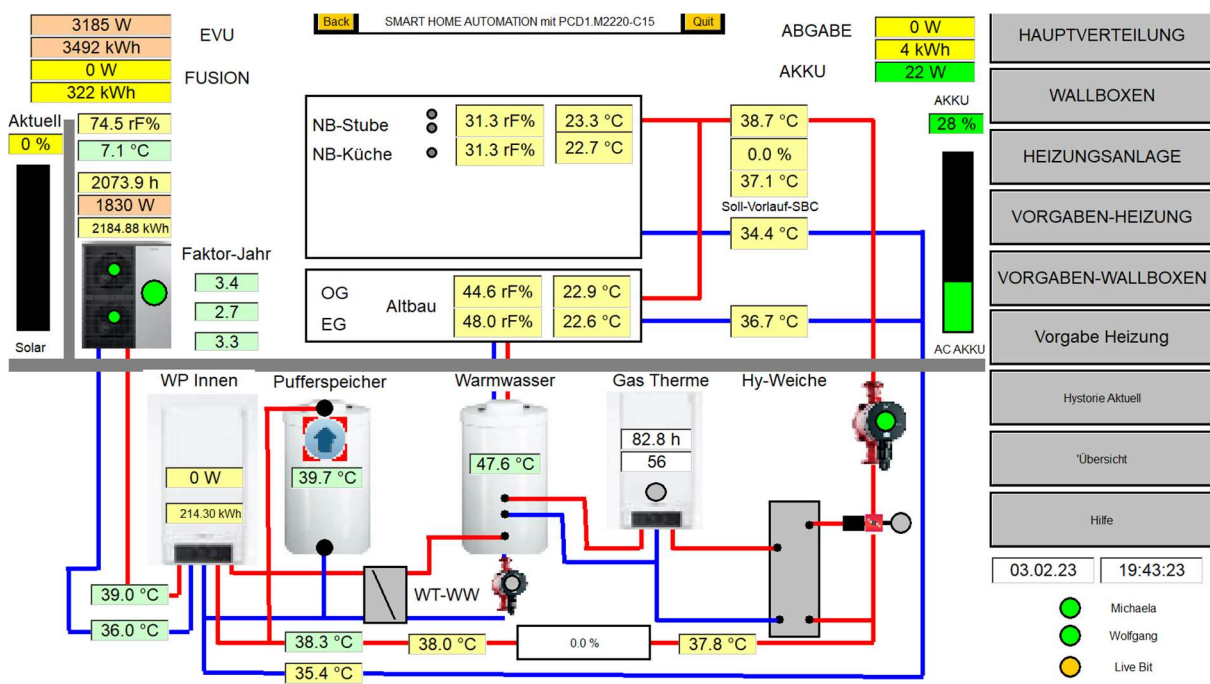 Back
SMART HOME AUTOMATION mit PCD1.M2220-C15
Quit
3185 W
3492 kWh
EVU
0 W
322 kWh
FUSION
ABGABE
0 W
4 kWh
AKKU
22 W
Aktuell
0 %
Solar
74.5 rF%
7.1 °C
2073.9 h
1830 W
2184.88 kWh
Faktor-Jahr
3.4
2.7
3.3
NB-Stube
31.3 rF%
23.3 °C
NB-Küche
31.3 rF%
22.7 °C
38.7 °C
0.0 %
37.1 °C
Soll-Vorlauf-SBC
34.4 °C
OG
EG
Altbau
44.6 rF%
22.9 °C
48.0 rF%
22.6 °C
36.7 °C
AKKU
28 %
AC AKKU
WP Innen
0 W
214.30 kWh
Pufferspeicher
39.7 °C
Warmwasser
47.6 °C
Gas Therme
82.8 h
56
Hy-Weiche
WT-WW
39.0 °C
36.0 °C
38.3 °C
38.0 °C
0.0 %
37.8 °C
35.4 °C
HAUPTVERTEILUNG
WALLBOXEN
HEIZUNGSANLAGE
VORGABEN-HEIZUNG
VORGABEN-WALLBOXEN
Vorgabe Heizung
Hystorie Aktuell
'Übersicht
Hilfe
03.02.23
19:43:23
Michaela
Wolfgang
Live Bit